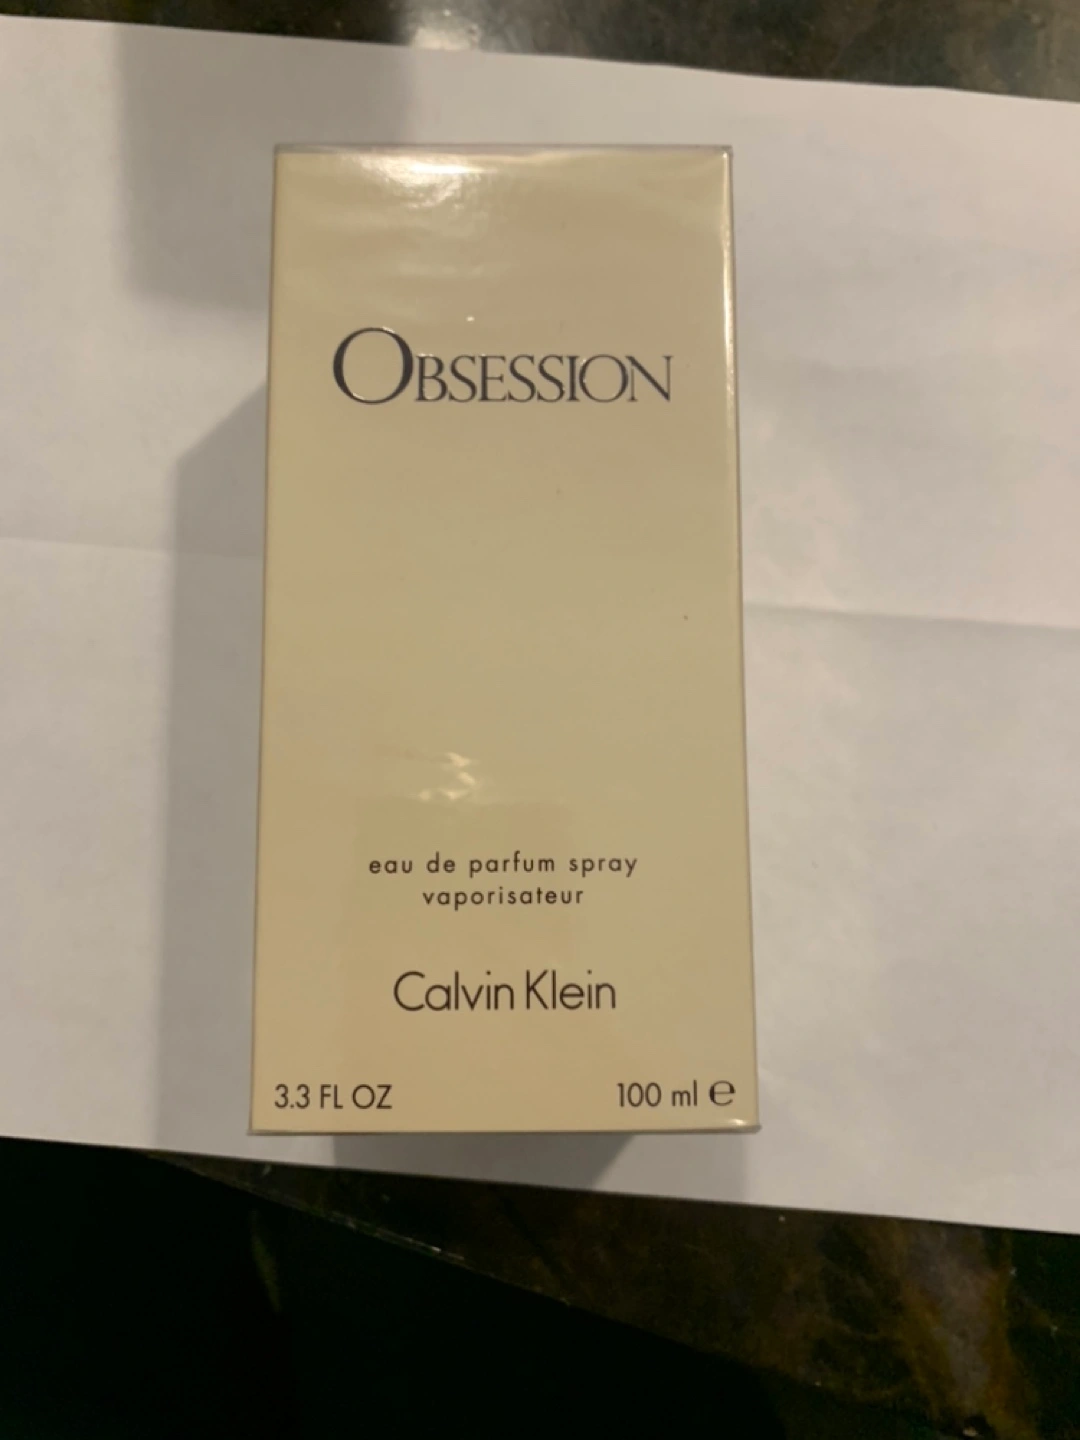 OBSESSION
eau de parfum spray
vaporisateur
Calvin Klein
3.3 FL OZ 100 ml ℮